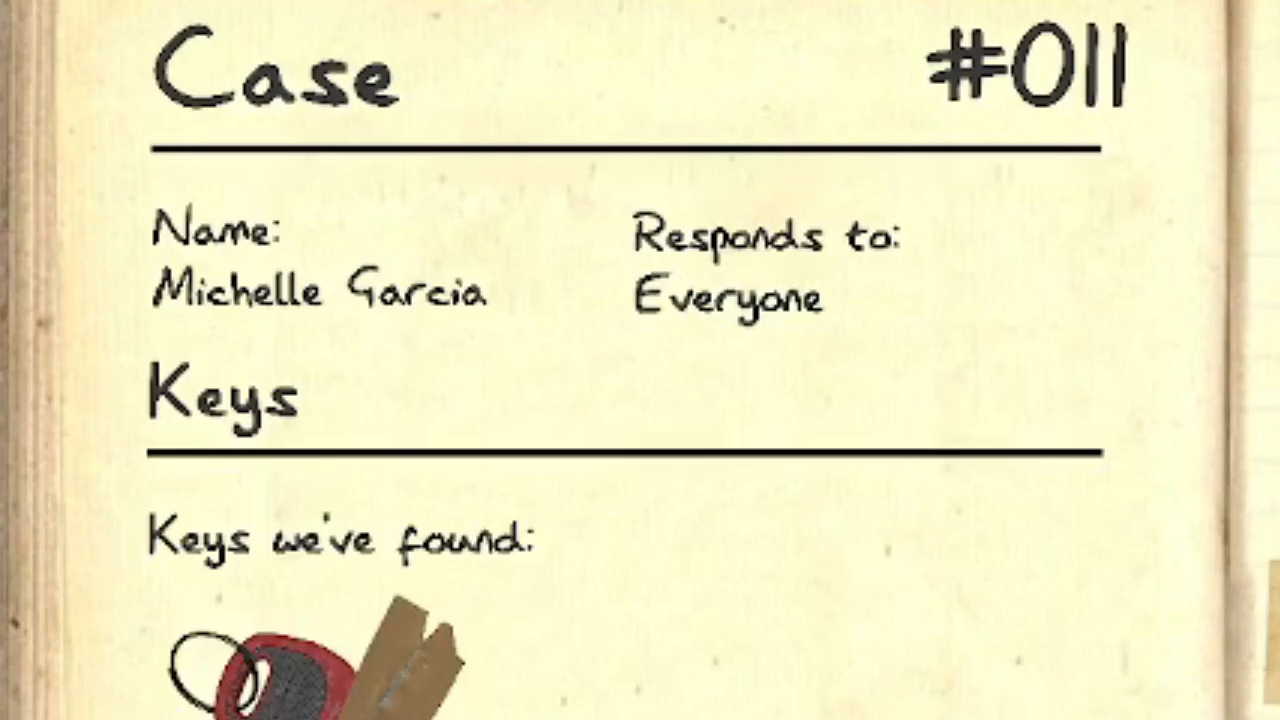 Case #011
Name:
Michelle Garcia
Responds to:
Everyone
Keys
Keys we've found: